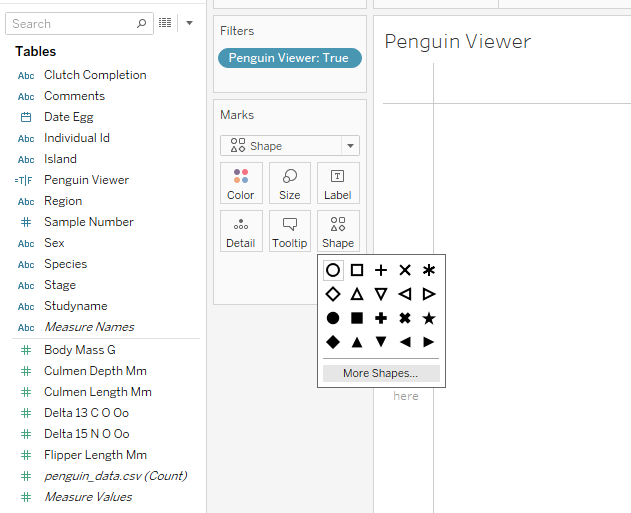 Search
Tables
Abc Clutch Completion
Abc Comments
Date Egg
Abc Individual Id
Abc Island
=T|F Penguin Viewer
Abc Region
# Sample Number
Abc Sex
Abc Species
Abc Stage
Abc Studyname
Abc Measure Names
# Body Mass G
# Culmen Depth Mm
# Culmen Length Mm
# Delta 13 C O Oo
# Delta 15 N O Oo
# Flipper Length Mm
# penguin_data.csv (Count)
# Measure Values
Filters
Penguin Viewer: True
Marks
Shape
Color Size Label
Detail Tooltip Shape
More Shapes...
Penguin Viewer
here